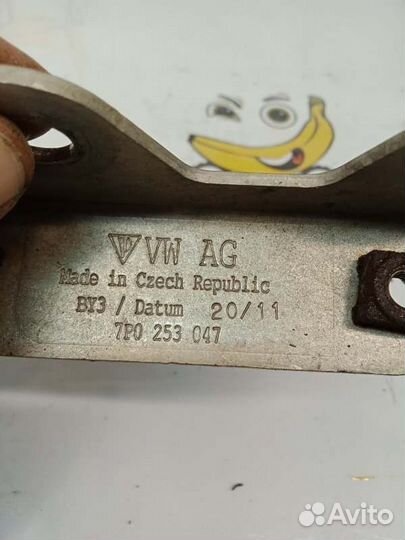 VW AG
Made in Czech Republic
BY3 / Datum 20/11
7P0 253 047
Avito